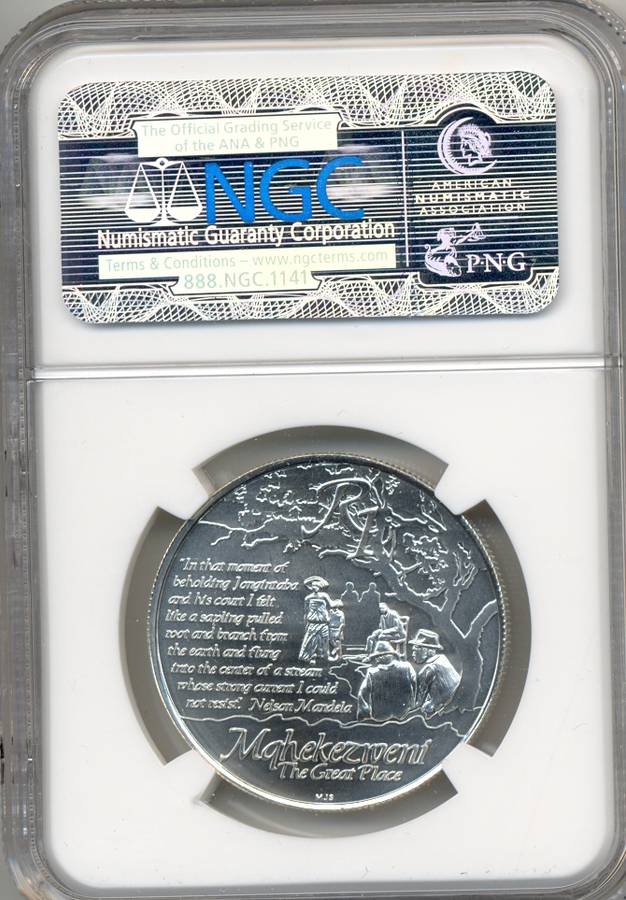 The Official Grading Service
of the ANA & PNG
NGC
Numismatic Guaranty Corporation
Terms & Conditions – www.ngcterms.com
888.NGC.1141
AMERICAN
NUMISMATIC
ASSOCIATION
PNG
R1
"In that moment of
beholding Jongintaba
and his court I felt
like a sapling pulled
root and branch from
the earth and flung
into the center of a stream
whose strong current I could
not resist". Nelson Mandela
Mqhekezweni
The Great Place
MJS